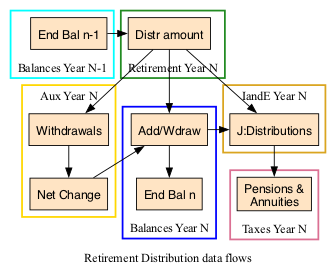 End Bal n-1
Distr amount
Balances Year N-1
Retirement Year N
Aux Year N
IandE Year N
Withdrawals
Add/Wdraw
J:Distributions
Net Change
End Bal n
Pensions &
Annuities
Balances Year N
Taxes Year N
Retirement Distribution data flows